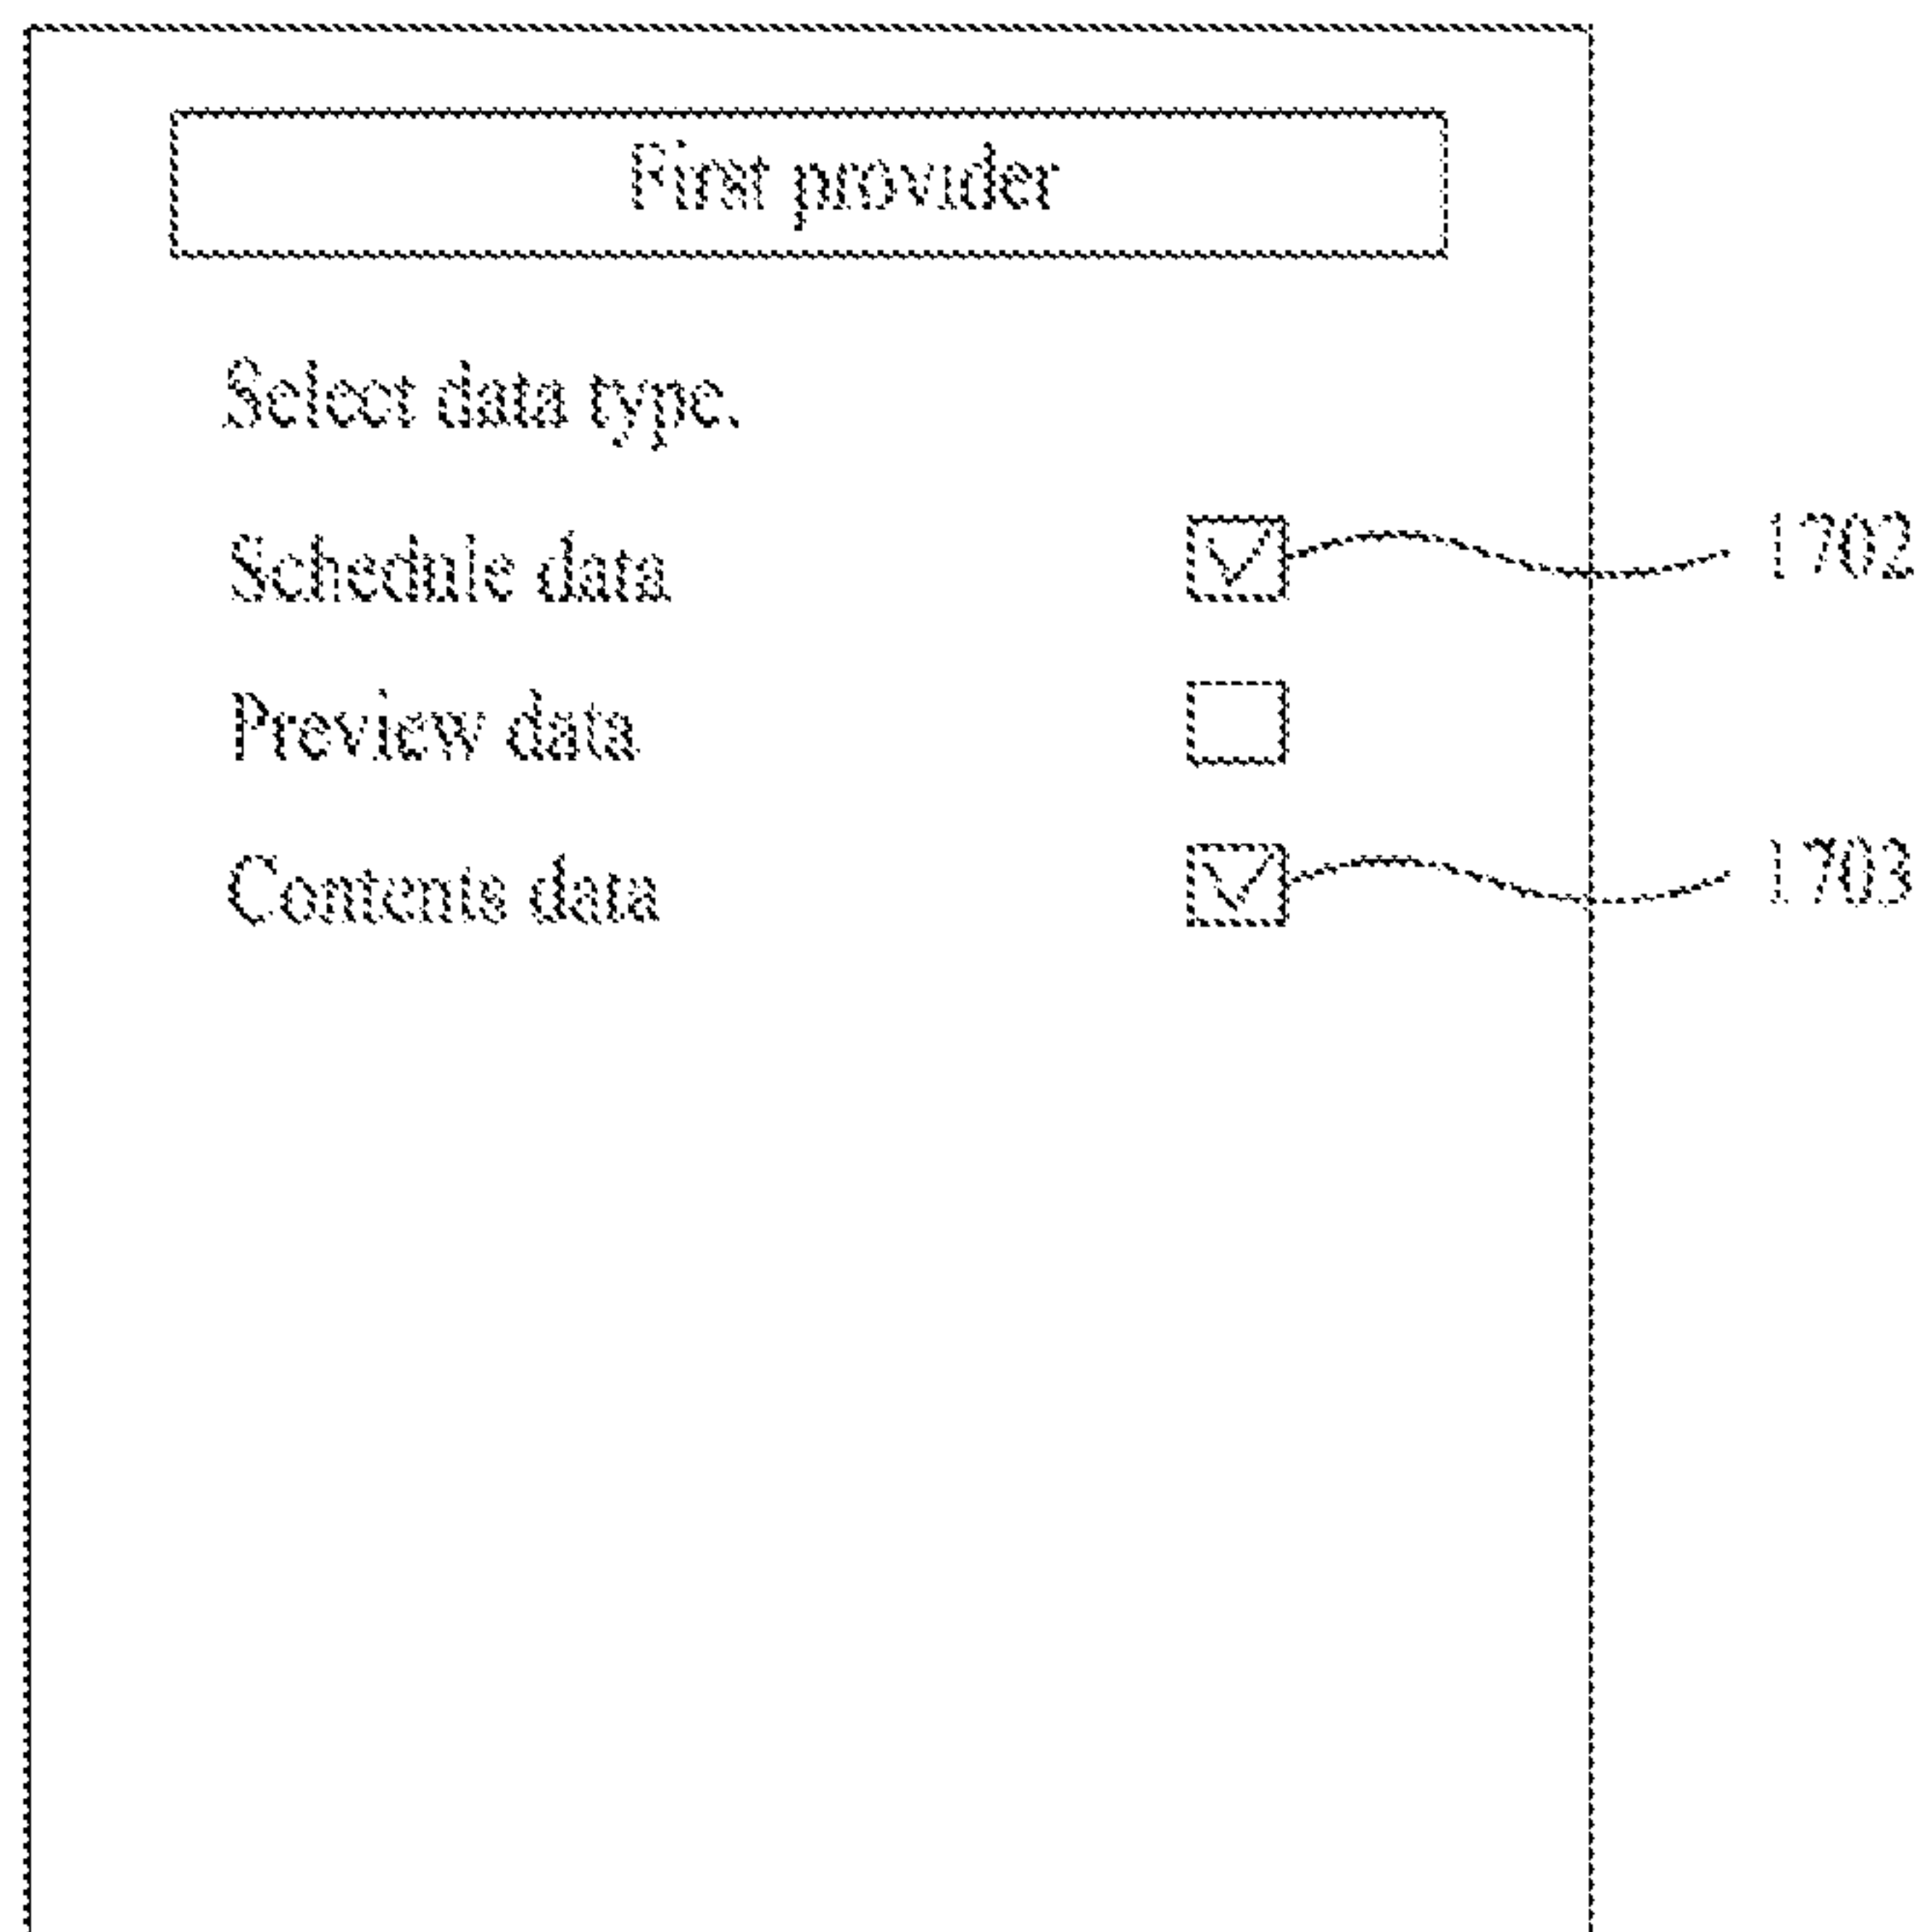 First provider
Select data type.
Schedule data 1702
Preview data
Contents data 1703